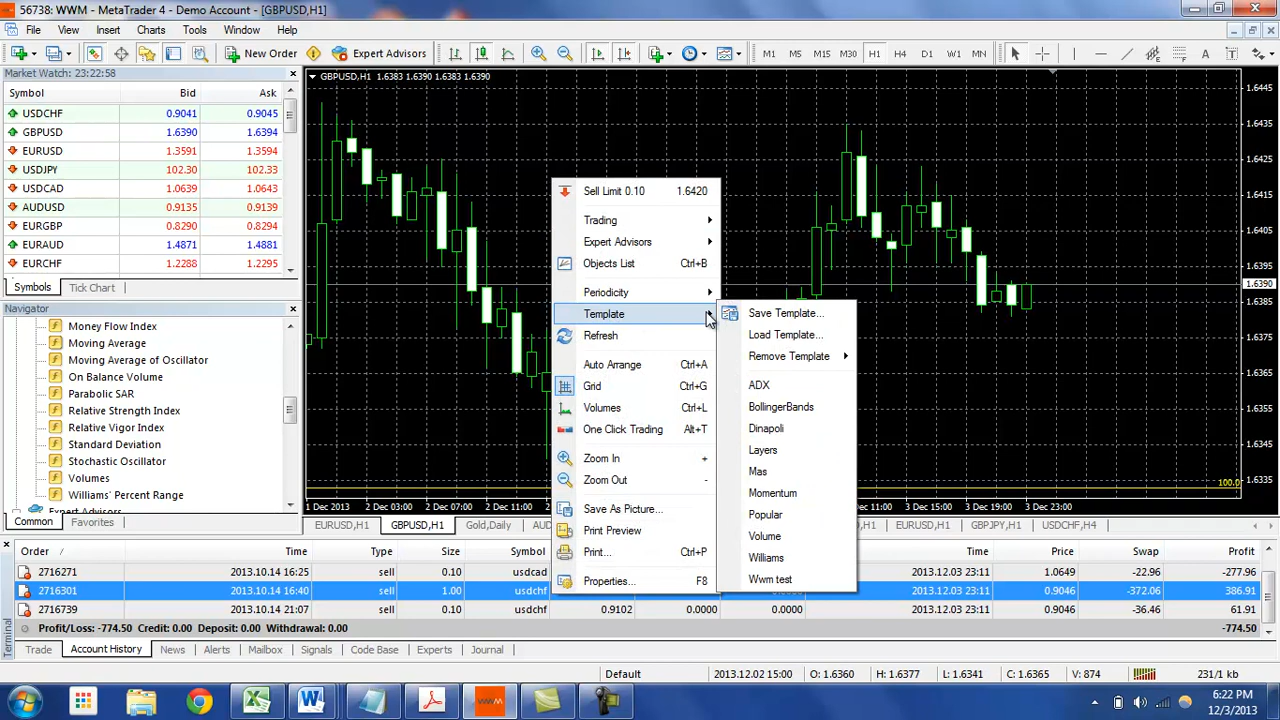 56738: WWM - MetaTrader 4 - Demo Account - [GBPUSD,H1]
File View Insert Charts Tools Window Help
New Order Expert Advisors M1 M5 M15 M30 H1 H4 D1 W1 MN A T
Market Watch: 23:22:58
Symbol Bid Ask
USDCHF 0.9041 0.9045
GBPUSD 1.6390 1.6394
EURUSD 1.3591 1.3594
USDJPY 102.30 102.33
USDCAD 1.0639 1.0643
AUDUSD 0.9135 0.9139
EURGBP 0.8290 0.8294
EURAUD 1.4871 1.4881
EURCHF 1.2288 1.2295
Symbols Tick Chart
Navigator
Money Flow Index
Moving Average
Moving Average of Oscillator
On Balance Volume
Parabolic SAR
Relative Strength Index
Relative Vigor Index
Standard Deviation
Stochastic Oscillator
Volumes
Williams' Percent Range
Expert Advisors
Common Favorites
GBPUSD,H1 1.6383 1.6390 1.6383 1.6390
1.6445
1.6435
1.6425
1.6415
1.6405
1.6395
1.6390
1.6385
1.6375
1.6365
1.6355
1.6345
1.6335
100.0
Sell Limit 0.10 1.6420
Trading
Expert Advisors
Objects List Ctrl+B
Periodicity
Template
Refresh
Auto Arrange Ctrl+A
Grid Ctrl+G
Volumes Ctrl+L
One Click Trading Alt+T
Zoom In +
Zoom Out -
Save As Picture...
Print Preview
Print... Ctrl+P
Properties... F8
Save Template...
Load Template...
Remove Template
ADX
BollingerBands
Dinapoli
Layers
Mas
Momentum
Popular
Volume
Williams
Wwm test
Dec 2013 2 Dec 03:00 2 Dec 07:00 2 Dec 11:00 11:00 3 Dec 15:00 3 Dec 19:00 3 Dec 23:00
EURUSD,H1 GBPUSD,H1 Gold,Daily EURUSD,H1 GBPJPY,H1 USDCHF,H4
Order / Time Type Size Symbol Time Price Swap Profit
2716271 2013.10.14 16:25 sell 0.10 usdcad 2013.12.03 23:11 1.0649 -22.96 -277.96
2716301 2013.10.14 16:40 sell 1.00 usdchf 2013.12.03 23:11 0.9046 -372.06 386.91
2716739 2013.10.14 21:07 sell 0.10 usdchf 0.9102 0.0000 0.0000 2013.12.03 23:11 0.9046 -36.46 61.91
Profit/Loss: -774.50 Credit: 0.00 Deposit: 0.00 Withdrawal: 0.00 -774.50
Terminal
Trade Account History News Alerts Mailbox Signals Code Base Experts Journal
Default 2013.12.02 15:00 O: 1.6360 H: 1.6377 L: 1.6341 C: 1.6365 V: 874 231/1 kb
6:22 PM
12/3/2013